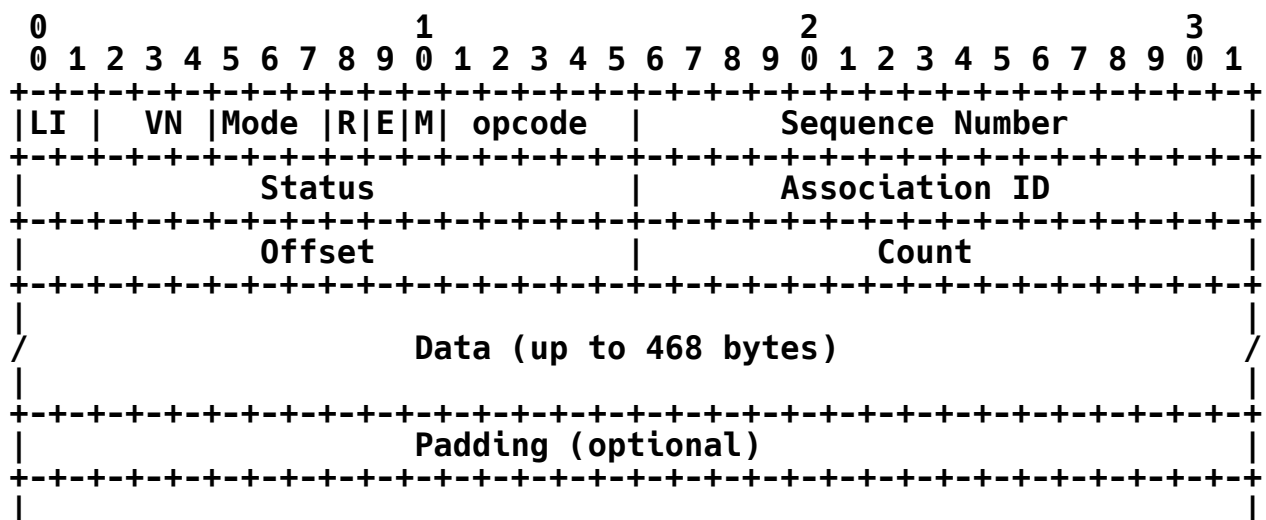 0                   1                   2                   3
 0 1 2 3 4 5 6 7 8 9 0 1 2 3 4 5 6 7 8 9 0 1 2 3 4 5 6 7 8 9 0 1
+-+-+-+-+-+-+-+-+-+-+-+-+-+-+-+-+-+-+-+-+-+-+-+-+-+-+-+-+-+-+-+-+
|LI |  VN |Mode |R|E|M| opcode  |       Sequence Number         |
+-+-+-+-+-+-+-+-+-+-+-+-+-+-+-+-+-+-+-+-+-+-+-+-+-+-+-+-+-+-+-+-+
|            Status             |       Association ID          |
+-+-+-+-+-+-+-+-+-+-+-+-+-+-+-+-+-+-+-+-+-+-+-+-+-+-+-+-+-+-+-+-+
|            Offset             |            Count              |
+-+-+-+-+-+-+-+-+-+-+-+-+-+-+-+-+-+-+-+-+-+-+-+-+-+-+-+-+-+-+-+-+
|                                                               |
/                    Data (up to 468 bytes)                     /
|                                                               |
+-+-+-+-+-+-+-+-+-+-+-+-+-+-+-+-+-+-+-+-+-+-+-+-+-+-+-+-+-+-+-+-+
|                    Padding (optional)                         |
+-+-+-+-+-+-+-+-+-+-+-+-+-+-+-+-+-+-+-+-+-+-+-+-+-+-+-+-+-+-+-+-+
|                                                               |